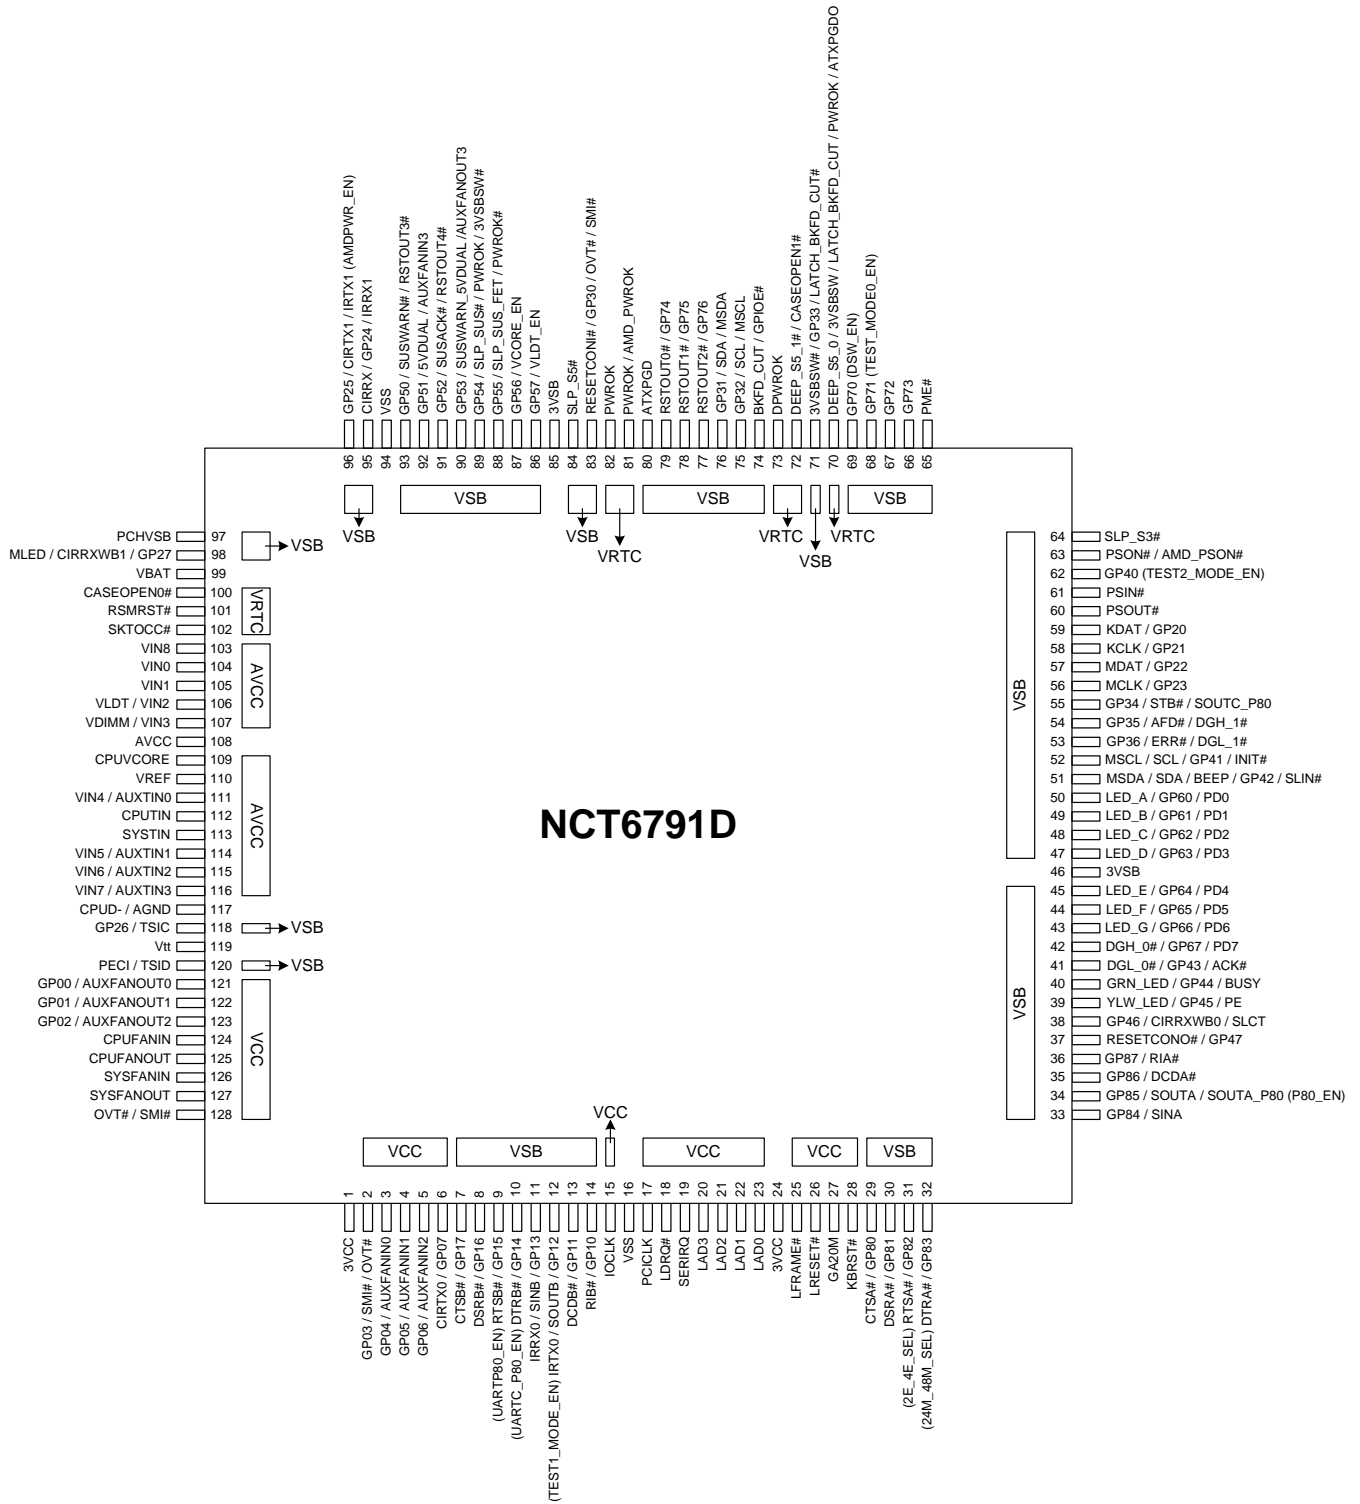 GP25 / CIRTX1 / IRTX1 (AMDPWR_EN)
CIRRX / GP24 / IRRX1
VSS
GP50 / SUSWARN# / RSTOUT3#
GP51 / 5VDUAL / AUXFANIN3
GP52 / SUSACK# / RSTOUT4#
GP53 / SUSWARN_5VDUAL /AUXFANOUT3
GP54 / SLP_SUS# / PWROK / 3VSBSW#
GP55 / SLP_SUS_FET / PWROK#
GP56 / VCORE_EN
GP57 / VLDT_EN
3VSB
SLP_S5#
RESETCONI# / GP30 / OVT# / SMI#
PWROK
PWROK / AMD_PWROK
ATXPGD
RSTOUT0# / GP74
RSTOUT1# / GP75
RSTOUT2# / GP76
GP31 / SDA / MSDA
GP32 / SCL / MSCL
BKFD_CUT / GPIOE#
DPWROK
DEEP_S5_1# / CASEOPEN1#
3VSBSW# / GP33 / LATCH_BKFD_CUT#
DEEP_S5_0 / 3VSBSW / LATCH_BKFD_CUT / PWROK / ATXPGDO
GP70 (DSW_EN)
GP71 (TEST_MODE0_EN)
GP72
GP73
PME#
96 95 94 93 92 91 90 89 88 87 86 85 84 83 82 81 80 79 78 77 76 75 74 73 72 71 70 69 68 67 66 65
VSB VSB VSB
VSB VSB VRTC VRTC
VRTC VSB
PCHVSB 97
MLED / CIRRXWB1 / GP27 98
VSB
VBAT 99
CASEOPEN0# 100
RSMRST# 101
SKTOCC# 102
VRTC
VIN8 103
VIN0 104
VIN1 105
VLDT / VIN2 106
VDIMM / VIN3 107
AVCC
AVCC 108
CPUVCORE 109
VREF 110
VIN4 / AUXTIN0 111
CPUTIN 112
SYSTIN 113
VIN5 / AUXTIN1 114
VIN6 / AUXTIN2 115
VIN7 / AUXTIN3 116
AVCC
CPUD- / AGND 117
GP26 / TSIC 118 VSB
Vtt 119
PECI / TSID 120 VSB
GP00 / AUXFANOUT0 121
GP01 / AUXFANOUT1 122
GP02 / AUXFANOUT2 123
CPUFANIN 124
CPUFANOUT 125
SYSFANIN 126
SYSFANOUT 127
OVT# / SMI# 128
VCC
NCT6791D
64 SLP_S3#
63 PSON# / AMD_PSON#
62 GP40 (TEST2_MODE_EN)
61 PSIN#
60 PSOUT#
59 KDAT / GP20
58 KCLK / GP21
57 MDAT / GP22
56 MCLK / GP23
55 GP34 / STB# / SOUTC_P80
54 GP35 / AFD# / DGH_1#
53 GP36 / ERR# / DGL_1#
52 MSCL / SCL / GP41 / INIT#
51 MSDA / SDA / BEEP / GP42 / SLIN#
50 LED_A / GP60 / PD0
49 LED_B / GP61 / PD1
48 LED_C / GP62 / PD2
47 LED_D / GP63 / PD3
VSB
46 3VSB
45 LED_E / GP64 / PD4
44 LED_F / GP65 / PD5
43 LED_G / GP66 / PD6
42 DGH_0# / GP67 / PD7
41 DGL_0# / GP43 / ACK#
40 GRN_LED / GP44 / BUSY
39 YLW_LED / GP45 / PE
38 GP46 / CIRRXWB0 / SLCT
37 RESETCONO# / GP47
36 GP87 / RIA#
35 GP86 / DCDA#
34 GP85 / SOUTA / SOUTA_P80 (P80_EN)
33 GP84 / SINA
VSB
VCC
VCC VSB VCC VCC VSB
1 2 3 4 5 6 7 8 9 10 11 12 13 14 15 16 17 18 19 20 21 22 23 24 25 26 27 28 29 30 31 32
3VCC
GP03 / SMI# / OVT#
GP04 / AUXFANIN0
GP05 / AUXFANIN1
GP06 / AUXFANIN2
CIRTX0 / GP07
CTSB# / GP17
DSRB# / GP16
(UARTP80_EN) RTSB# / GP15
(UARTC_P80_EN) DTRB# / GP14
IRRX0 / SINB / GP13
(TEST1_MODE_EN) IRTX0 / SOUTB / GP12
DCDB# / GP11
RIB# / GP10
IOCLK
VSS
PCICLK
LDRQ#
SERIRQ
LAD3
LAD2
LAD1
LAD0
3VCC
LFRAME#
LRESET#
GA20M
KBRST#
CTSA# / GP80
DSRA# / GP81
(2E_4E_SEL) RTSA# / GP82
(24M_48M_SEL) DTRA# / GP83